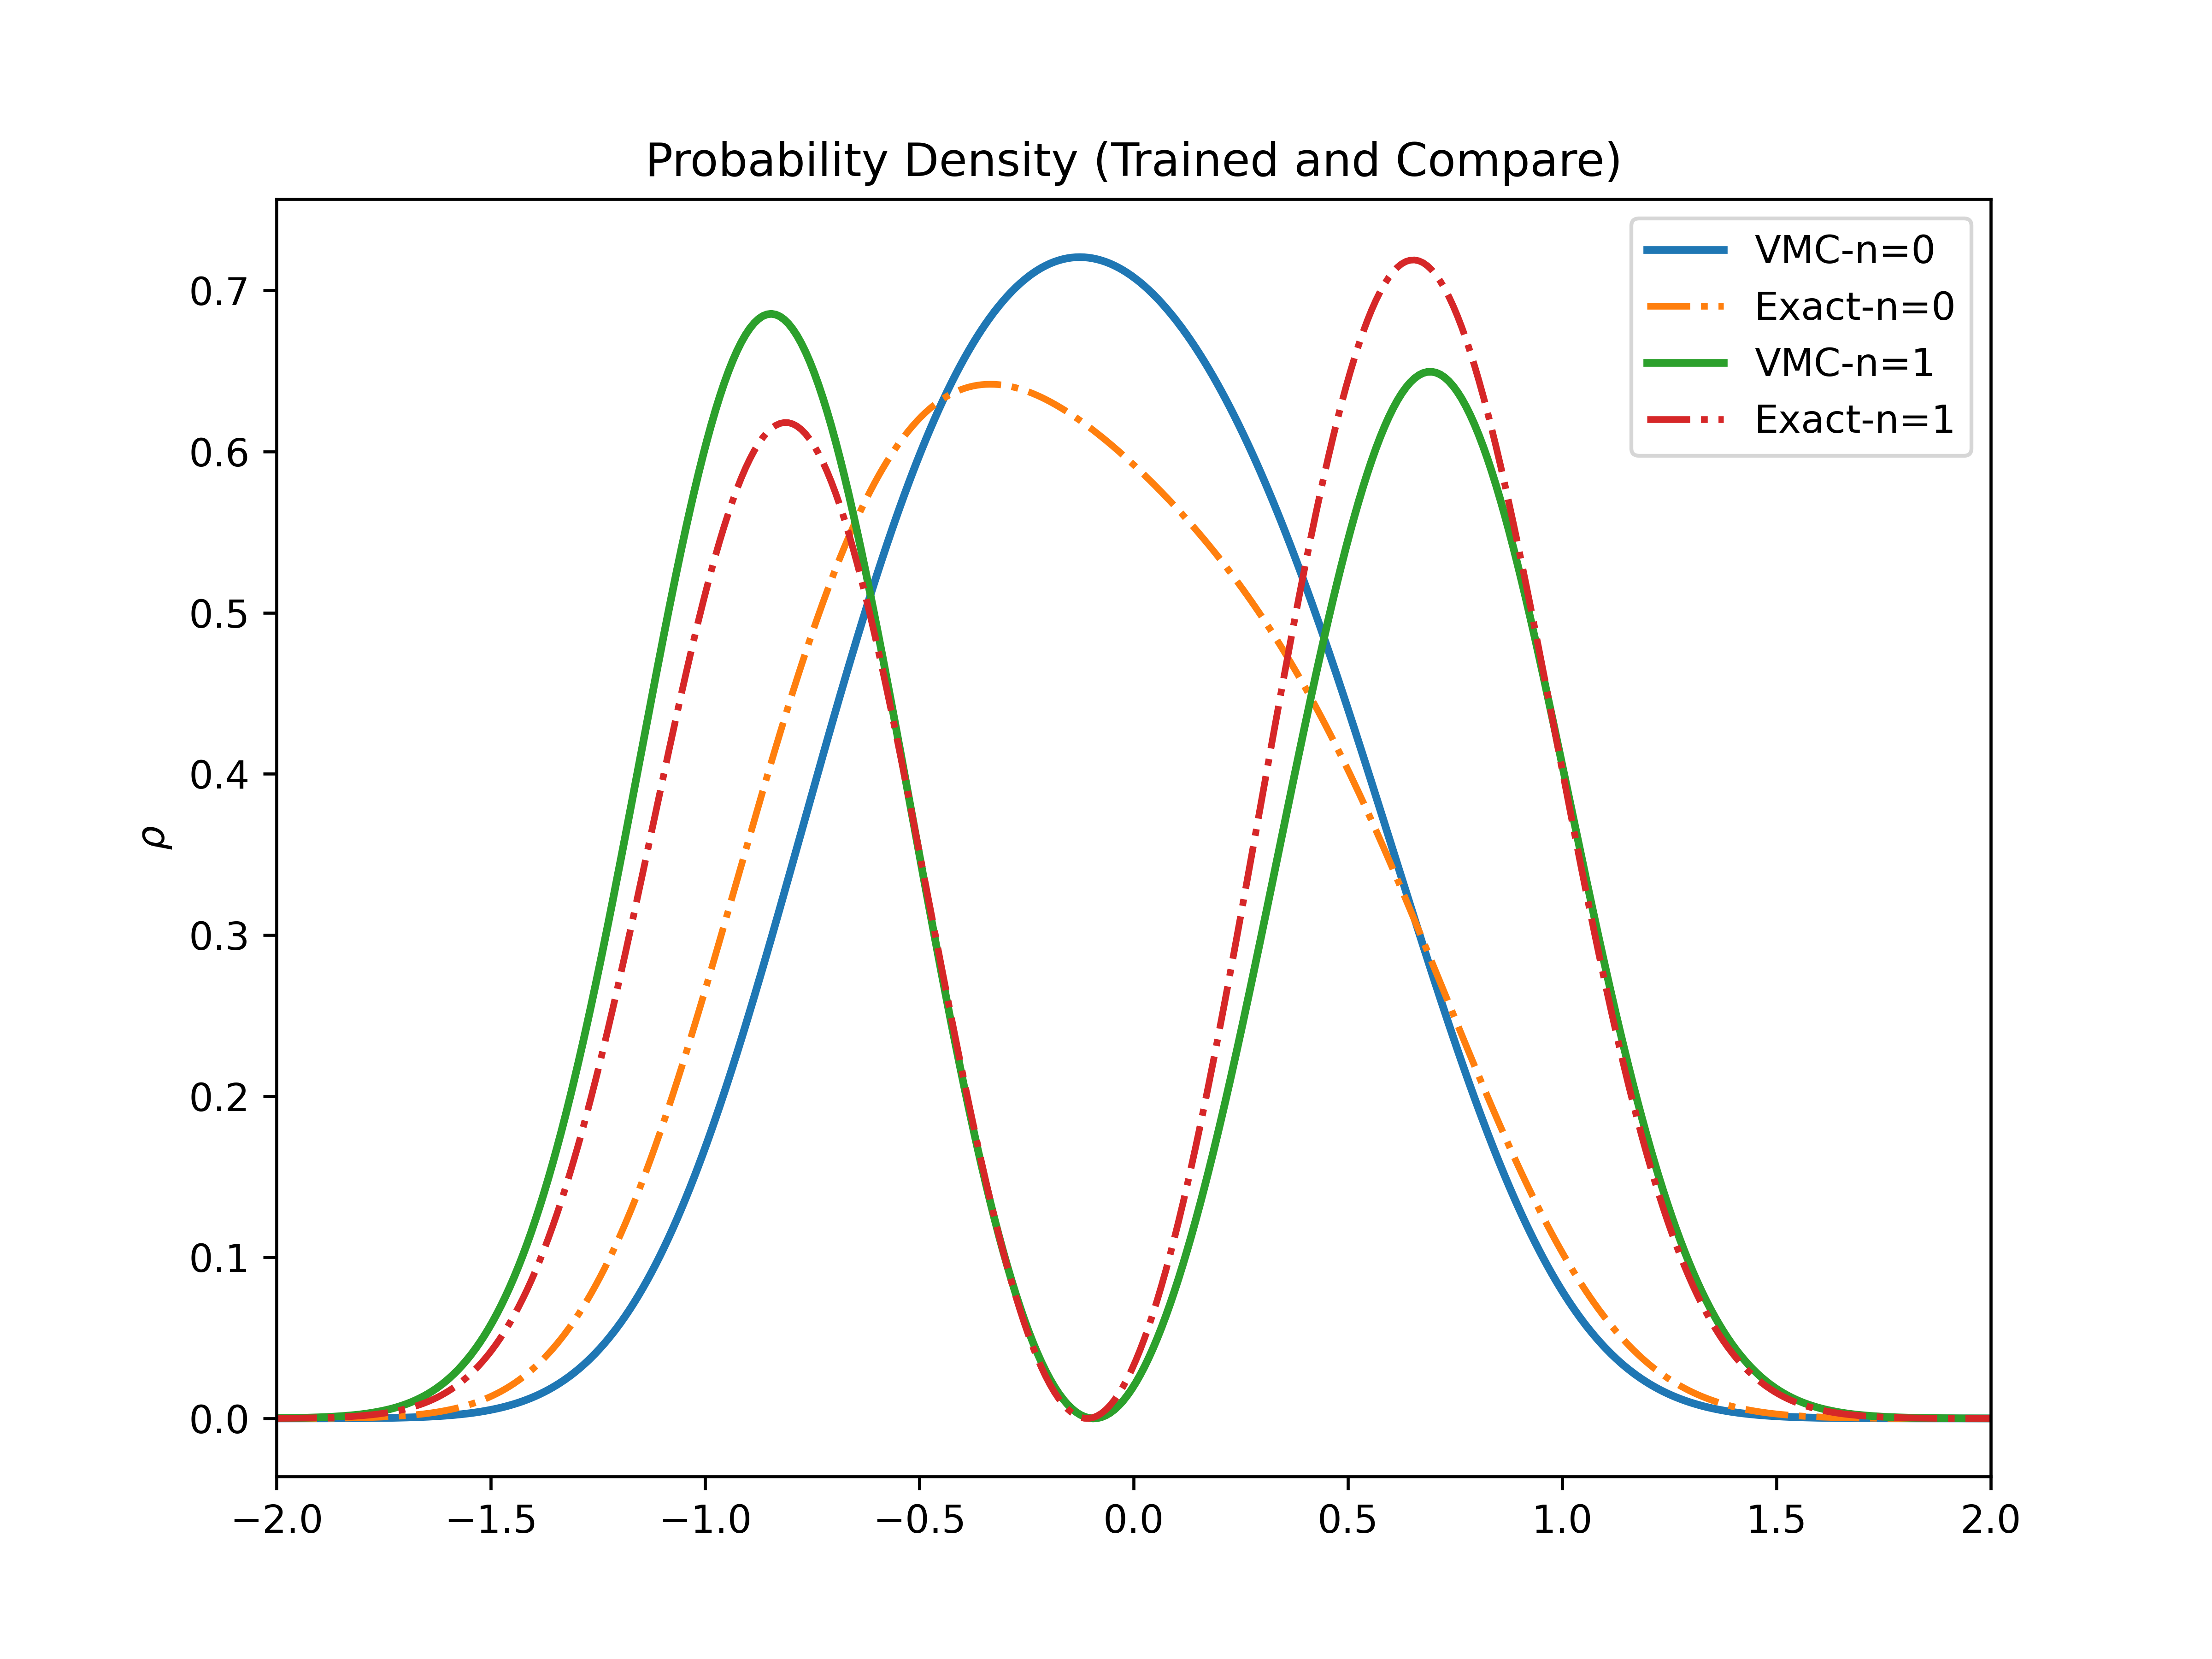 Probability Density (Trained and Compare)
VMC-n=0
Exact-n=0
VMC-n=1
Exact-n=1
0.7
0.6
0.5
0.4
0.3
0.2
0.1
0.0
ρ
−2.0 −1.5 −1.0 −0.5 0.0 0.5 1.0 1.5 2.0